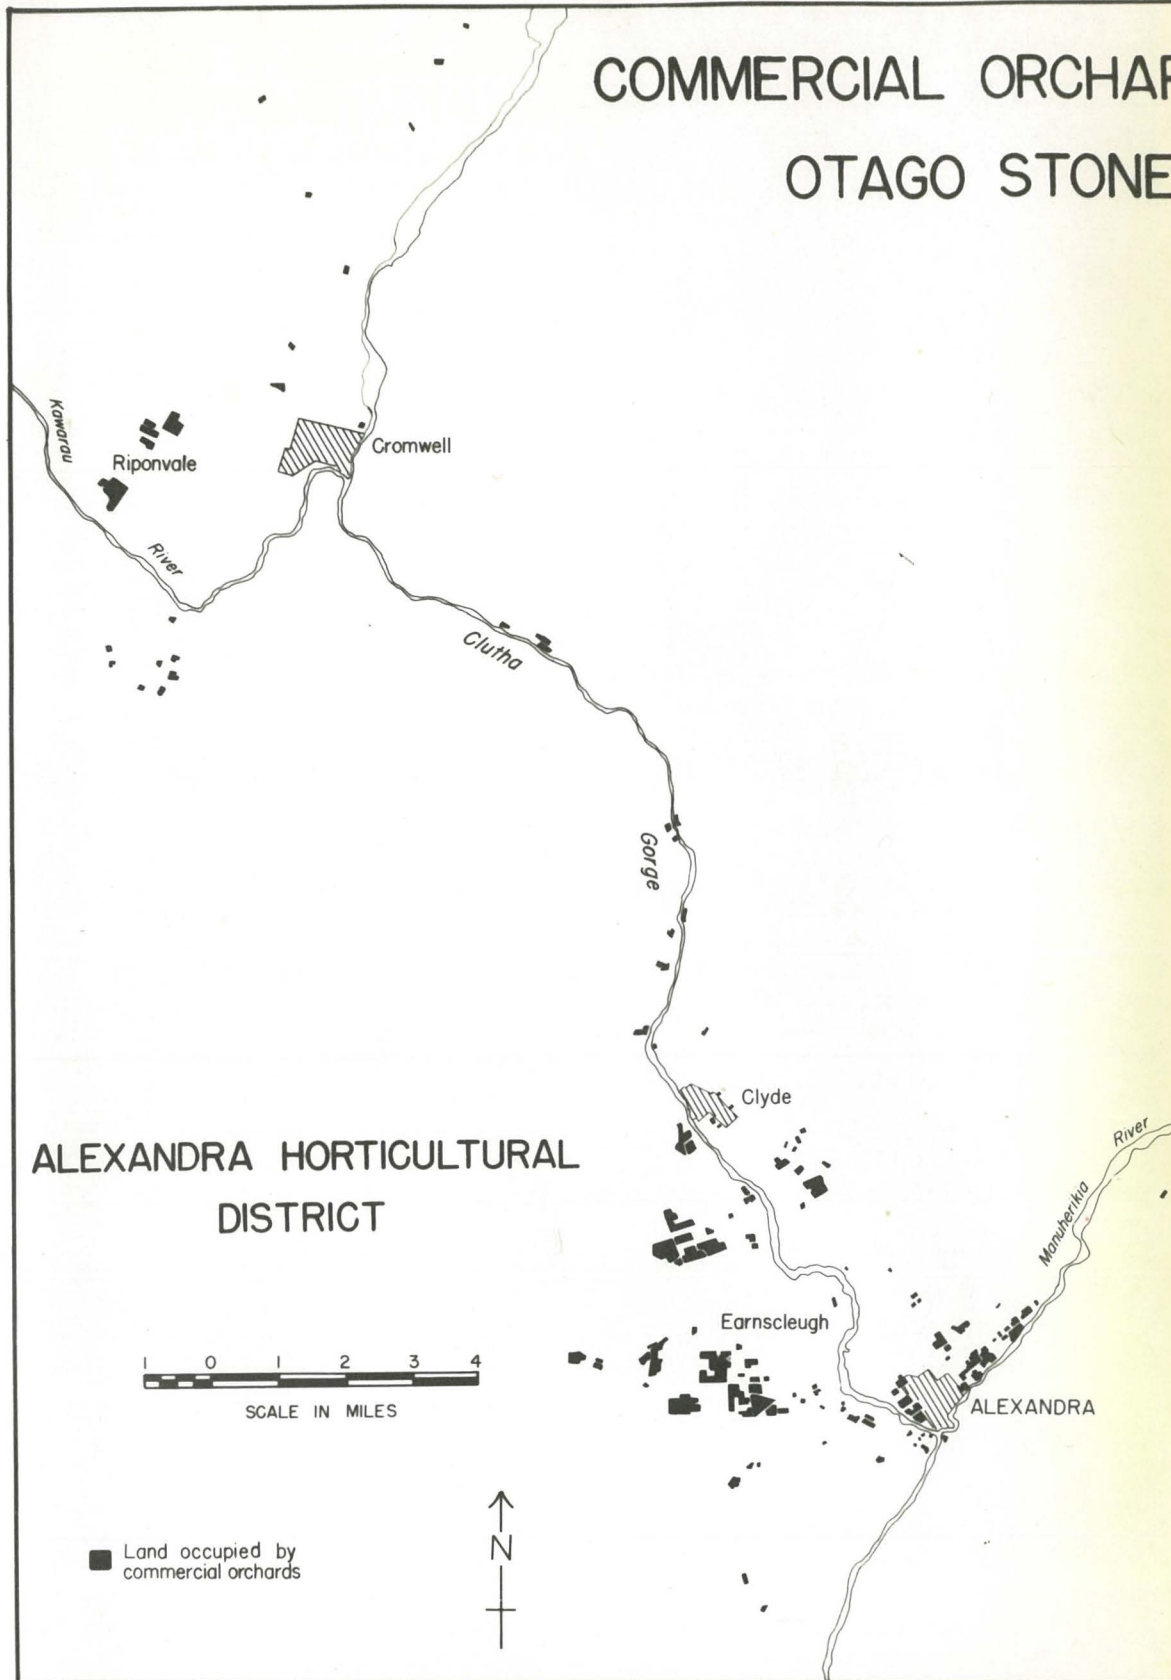 COMMERCIAL
OTAGO STONE
Kawarau
Riponvale
Cromwell
River
Clutha
Gorge
Clyde
ALEXANDRA HORTICULTURAL
DISTRICT
River
Manuherikia
Earnscleugh
1 0 1 2 3 4
SCALE IN MILES
ALEXANDRA
N
Land occupied by
commercial orchards